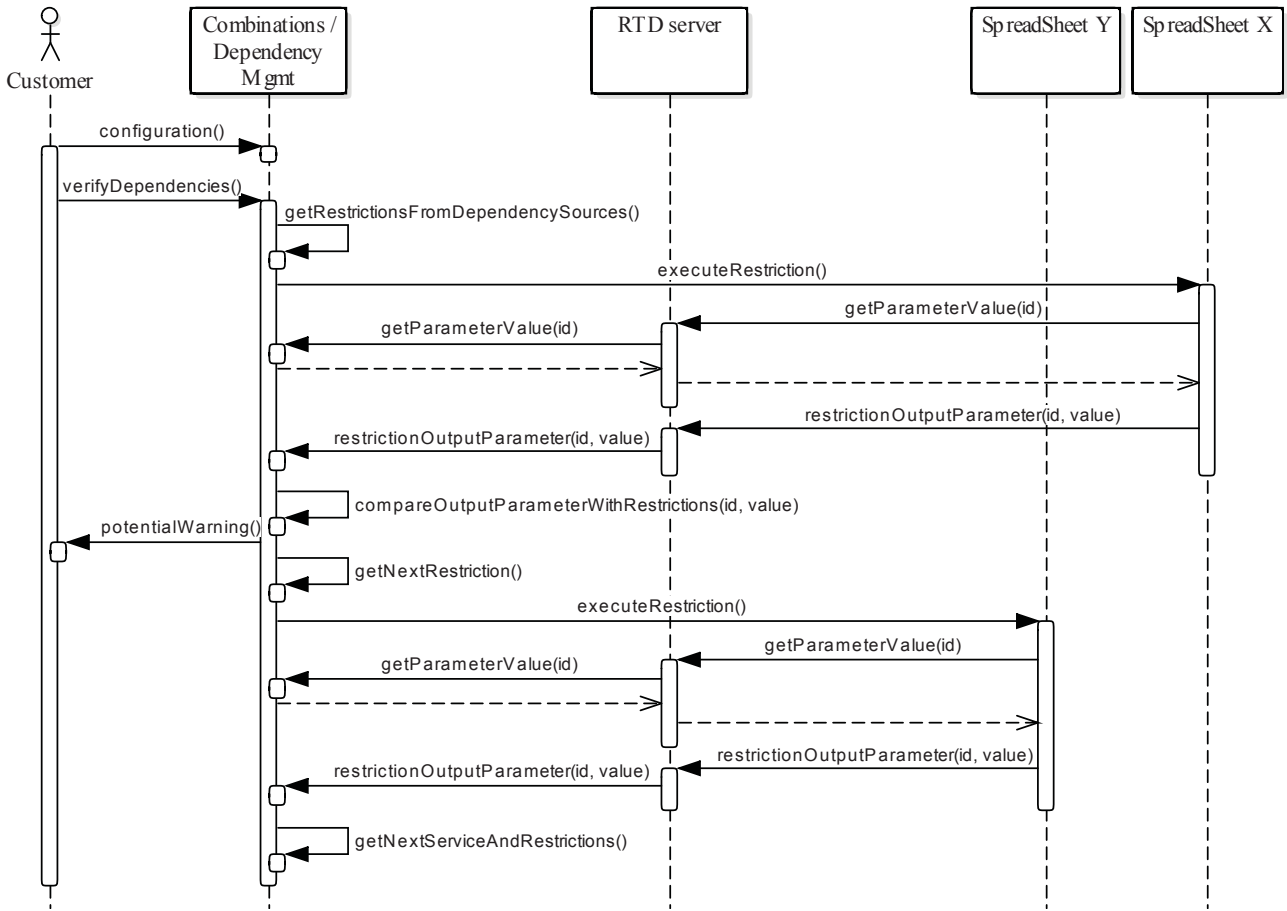 Customer
Combinations /
Dependency
Mgmt
RTD server
SpreadSheet Y
SpreadSheet X
configuration()
verifyDependencies()
getRestrictionsFromDependencySources()
executeRestriction()
getParameterValue(id)
getParameterValue(id)
restrictionOutputParameter(id, value)
restrictionOutputParameter(id, value)
compareOutputParameterWithRestrictions(id, value)
potentialWarning()
getNextRestriction()
executeRestriction()
getParameterValue(id)
getParameterValue(id)
restrictionOutputParameter(id, value)
restrictionOutputParameter(id, value)
getNextServiceAndRestrictions()